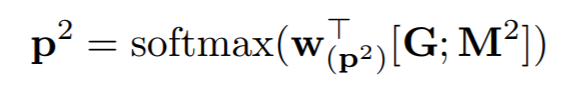 p² = softmax(w⊤(p²)[G; M²])